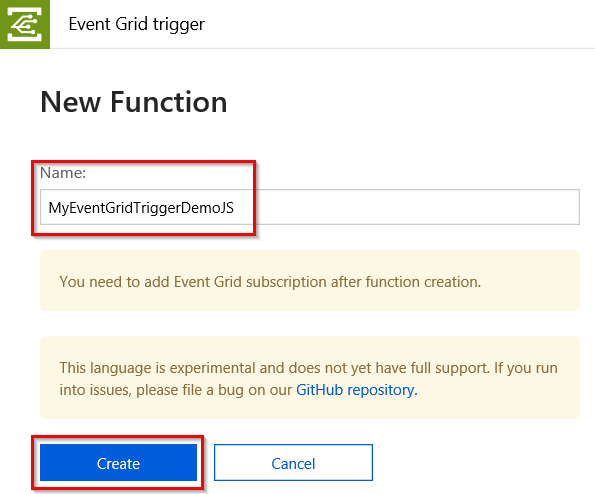 Event Grid trigger
New Function
Name:
MyEventGridTriggerDemoJS
You need to add Event Grid subscription after function creation.
This language is experimental and does not yet have full support. If you run
into issues, please file a bug on our GitHub repository.
Create
Cancel